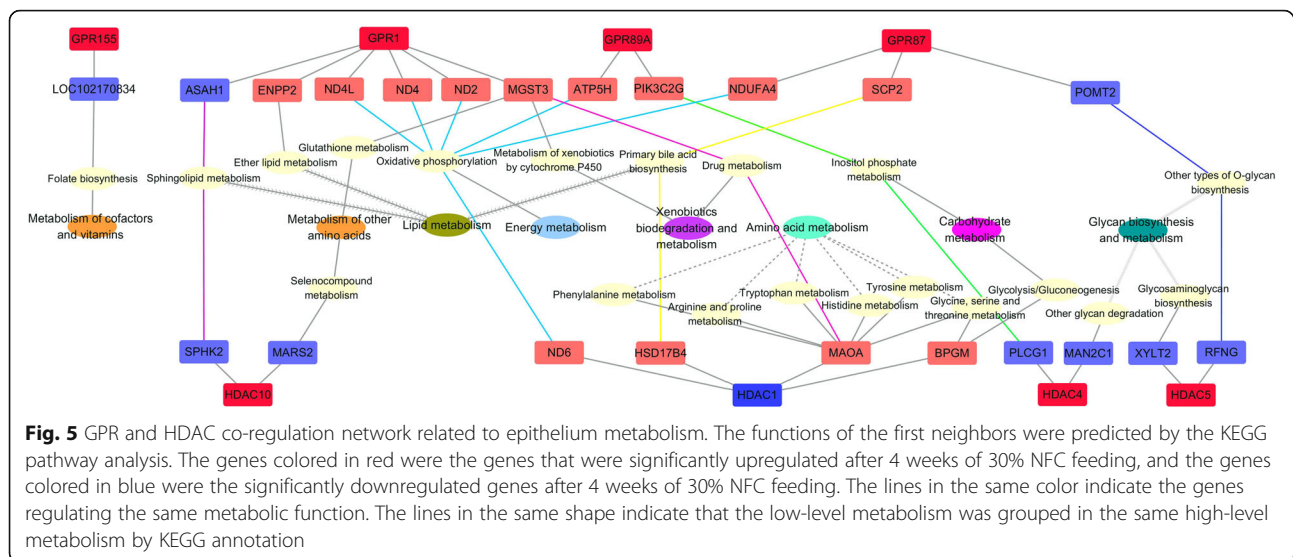 GPR155
GPR1
GPR89A
GPR87
LOC102170834
ASAH1
ENPP2
ND4L
ND4
ND2
MGST3
ATP5H
PIK3C2G
NDUFA4
SCP2
POMT2
Glutathione metabolism
Ether lipid metabolism
Oxidative phosphorylation
Metabolism of xenobiotics
by cytochrome P450
Primary bile acid
biosynthesis
Drug metabolism
Inositol phosphate
metabolism
Folate biosynthesis
Sphingolipid metabolism
Other types of O-glycan
biosynthesis
Metabolism of cofactors
and vitamins
Metabolism of other
amino acids
Lipid metabolism
Energy metabolism
Xenobiotics
biodegradation and
metabolism
Amino acid metabolism
Carbohydrate
metabolism
Glycan biosynthesis
and metabolism
Selenocompound
metabolism
Phenylalanine metabolism
Arginine and proline
metabolism
Tryptophan metabolism
Histidine metabolism
Tyrosine metabolism
Glycine, serine and
threonine metabolism
Glycolysis/Gluconeogenesis
Other glycan degradation
Glycosaminoglycan
biosynthesis
SPHK2
MARS2
ND6
HSD17B4
MAOA
BPGM
PLCG1
MAN2C1
XYLT2
RFNG
HDAC10
HDAC1
HDAC4
HDAC5
Fig. 5 GPR and HDAC co-regulation network related to epithelium metabolism. The functions of the first neighbors were predicted by the KEGG
pathway analysis. The genes colored in red were the genes that were significantly upregulated after 4 weeks of 30% NFC feeding, and the genes
colored in blue were the significantly downregulated genes after 4 weeks of 30% NFC feeding. The lines in the same color indicate the genes
regulating the same metabolic function. The lines in the same shape indicate that the low-level metabolism was grouped in the same high-level
metabolism by KEGG annotation